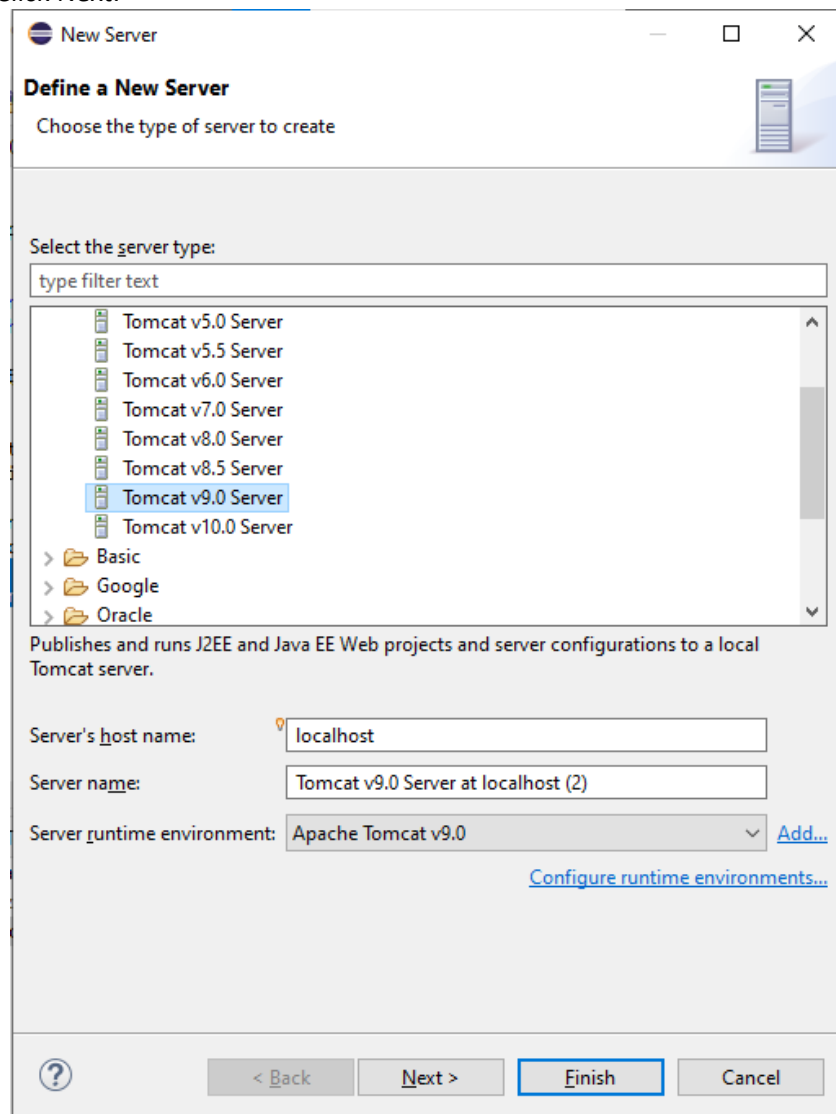 Click Next.
New Server
Define a New Server
Choose the type of server to create
Select the server type:
type filter text
Tomcat v5.0 Server
Tomcat v5.5 Server
Tomcat v6.0 Server
Tomcat v7.0 Server
Tomcat v8.0 Server
Tomcat v8.5 Server
Tomcat v9.0 Server
Tomcat v10.0 Server
Basic
Google
Oracle
Publishes and runs J2EE and Java EE Web projects and server configurations to a local
Tomcat server.
Server's host name: localhost
Server name: Tomcat v9.0 Server at localhost (2)
Server runtime environment: Apache Tomcat v9.0 Add...
Configure runtime environments...
? < Back Next > Finish Cancel